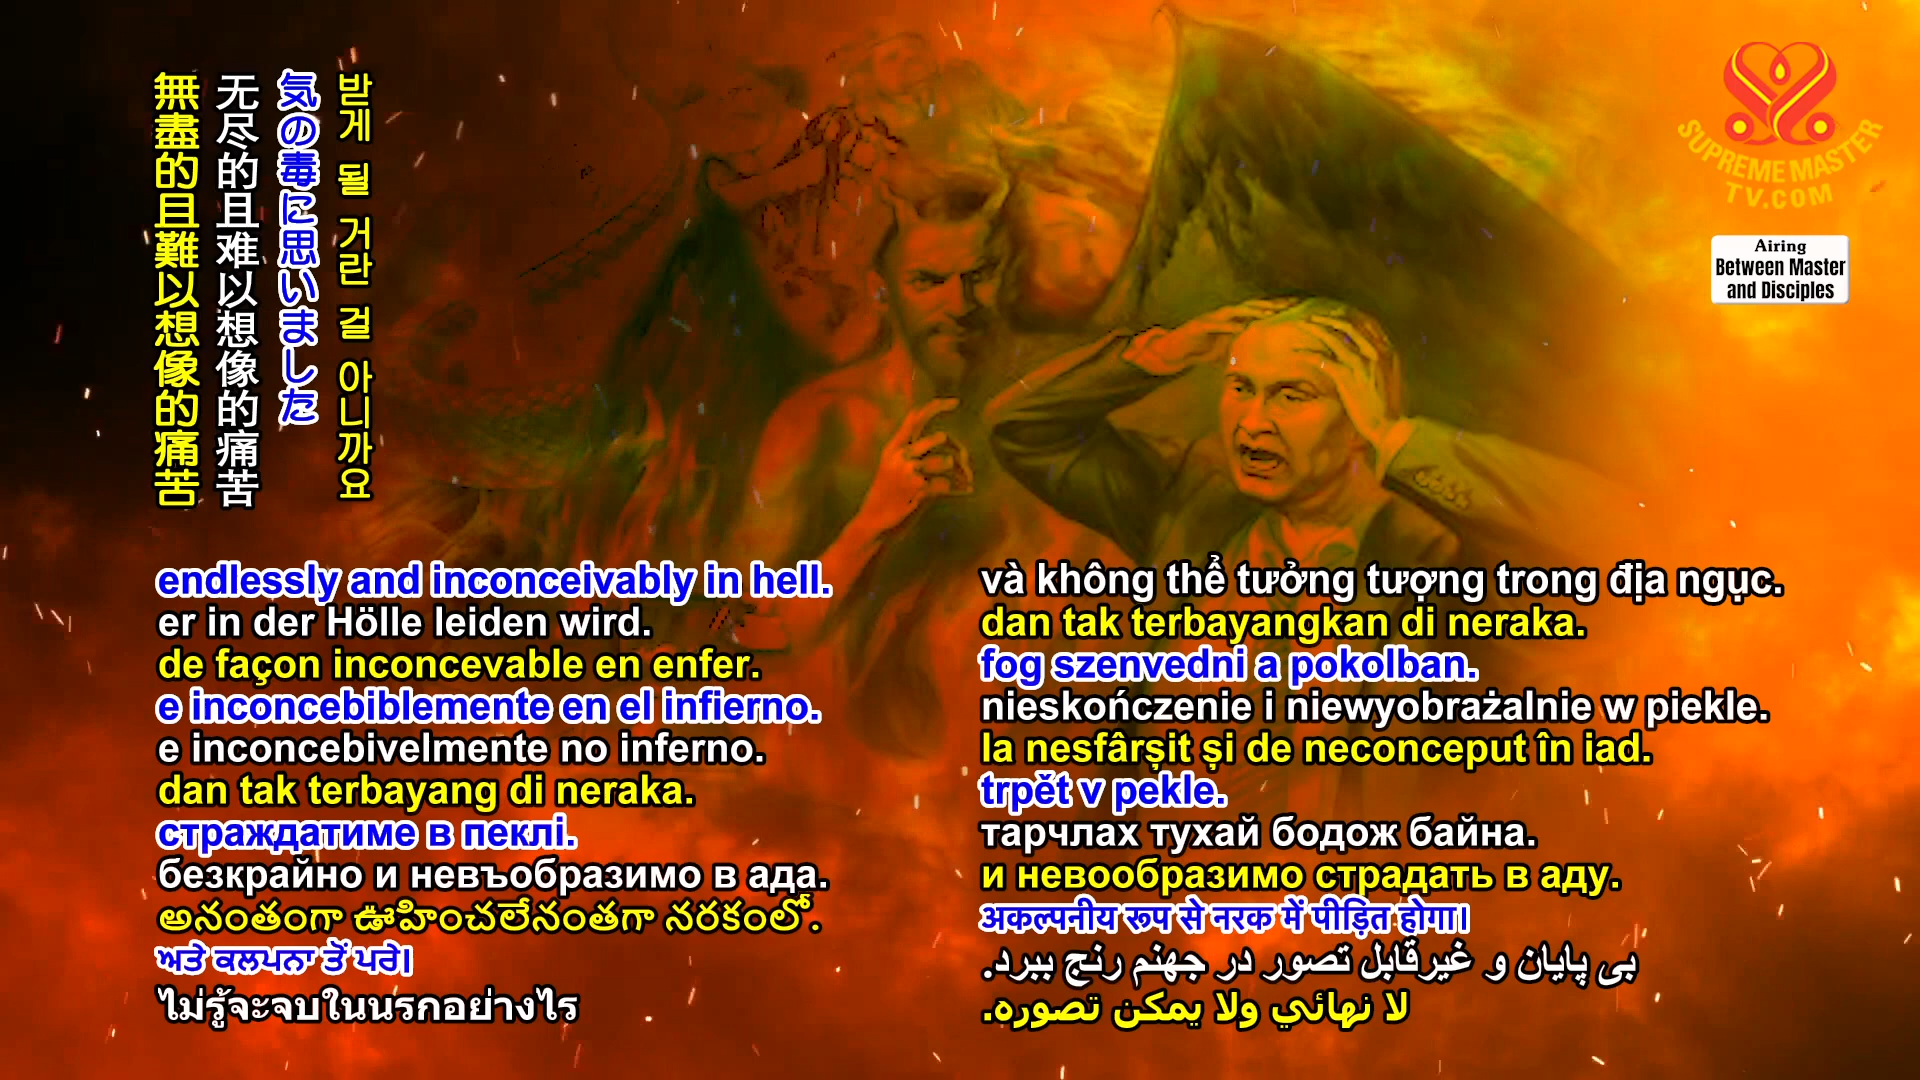 無盡的且難以想像的痛苦
无尽的且难以想像的痛苦
気の毒に思いました
받게 될 거란 걸 아니까요
SUPREME MASTER
TV.COM
Airing
Between Master
and Disciples
endlessly and inconceivably in hell.
er in der Hölle leiden wird.
de façon inconcevable en enfer.
e inconcebiblemente en el infierno.
e inconcebivelmente no inferno.
dan tak terbayang di neraka.
страждатиме в пеклі.
безкрайно и невъобразимо в ада.
అనంతంగా ఊహించలేనంతగా నరకంలో.
ਅਤੇ ਕਲਪਨਾ ਤੋਂ ਪਰੇ।
ไม่รู้จะจบในนรกอย่างไร
và không thể tưởng tượng trong địa ngục.
dan tak terbayangkan di neraka.
fog szenvedni a pokolban.
nieskończenie i niewyobrażalnie w piekle.
la nesfârșit și de neconceput în iad.
trpět v pekle.
тарчлах тухай бодож байна.
и невообразимо страдать в аду.
अकल्पनीय रूप से नरक में पीड़ित होगा।
بی پایان و غیرقابل تصور در جهنم رنج ببرد.
لا نهائي ولا يمكن تصوره.